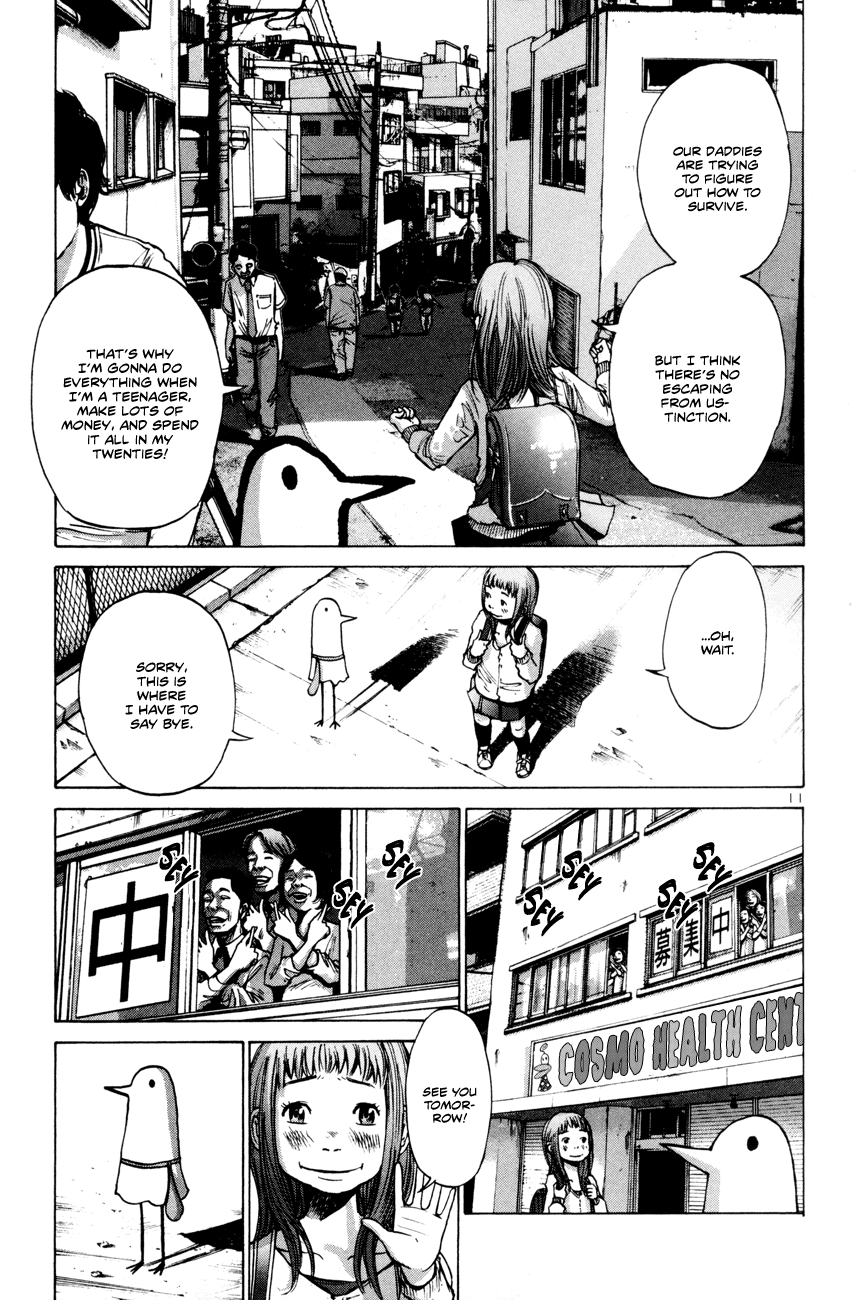 OUR DADDIES
ARE TRYING
TO FIGURE
OUT HOW TO
SURVIVE.
BUT I THINK
THERE'S NO
ESCAPING
FROM US-
TINCTION.
THAT'S WHY
I'M GONNA DO
EVERYTHING WHEN
I'M A TEENAGER,
MAKE LOTS OF
MONEY, AND SPEND
IT ALL IN MY
TWENTIES!
...OH,
WAIT.
SORRY,
THIS IS
WHERE
I HAVE TO
SAY BYE.
11
SEY
SEY
SEY
SEY
中
SEY
SEY
SEY
SEY
募集中
COSMO HEALTH CENT
SEE YOU
TOMOR-
ROW!